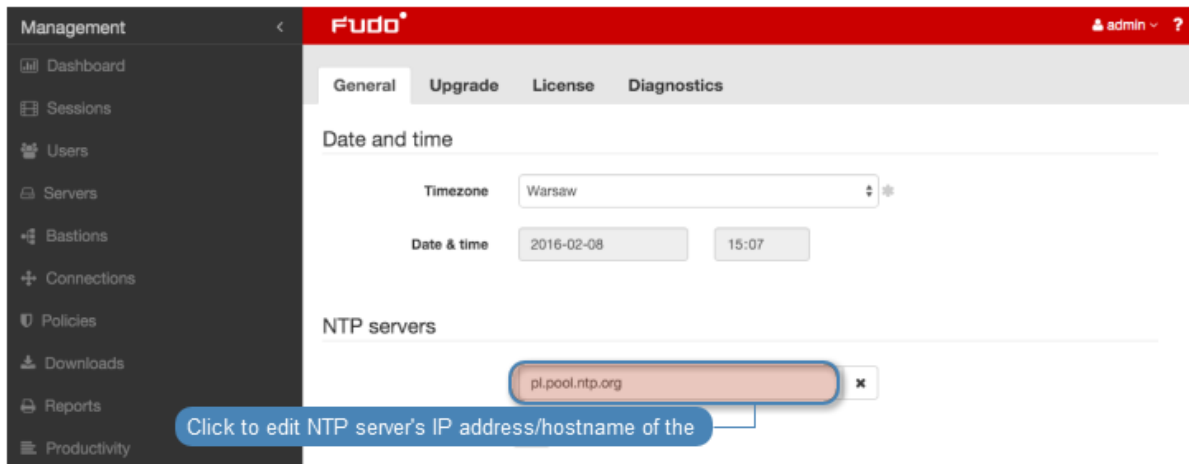 Management
FUDO
admin
?
Dashboard
Sessions
Users
Servers
Bastions
Connections
Policies
Downloads
Reports
Productivity
General Upgrade License Diagnostics
Date and time
Timezone Warsaw
Date & time 2016-02-08 15:07
NTP servers
pl.pool.ntp.org
Click to edit NTP server's IP address/hostname of the